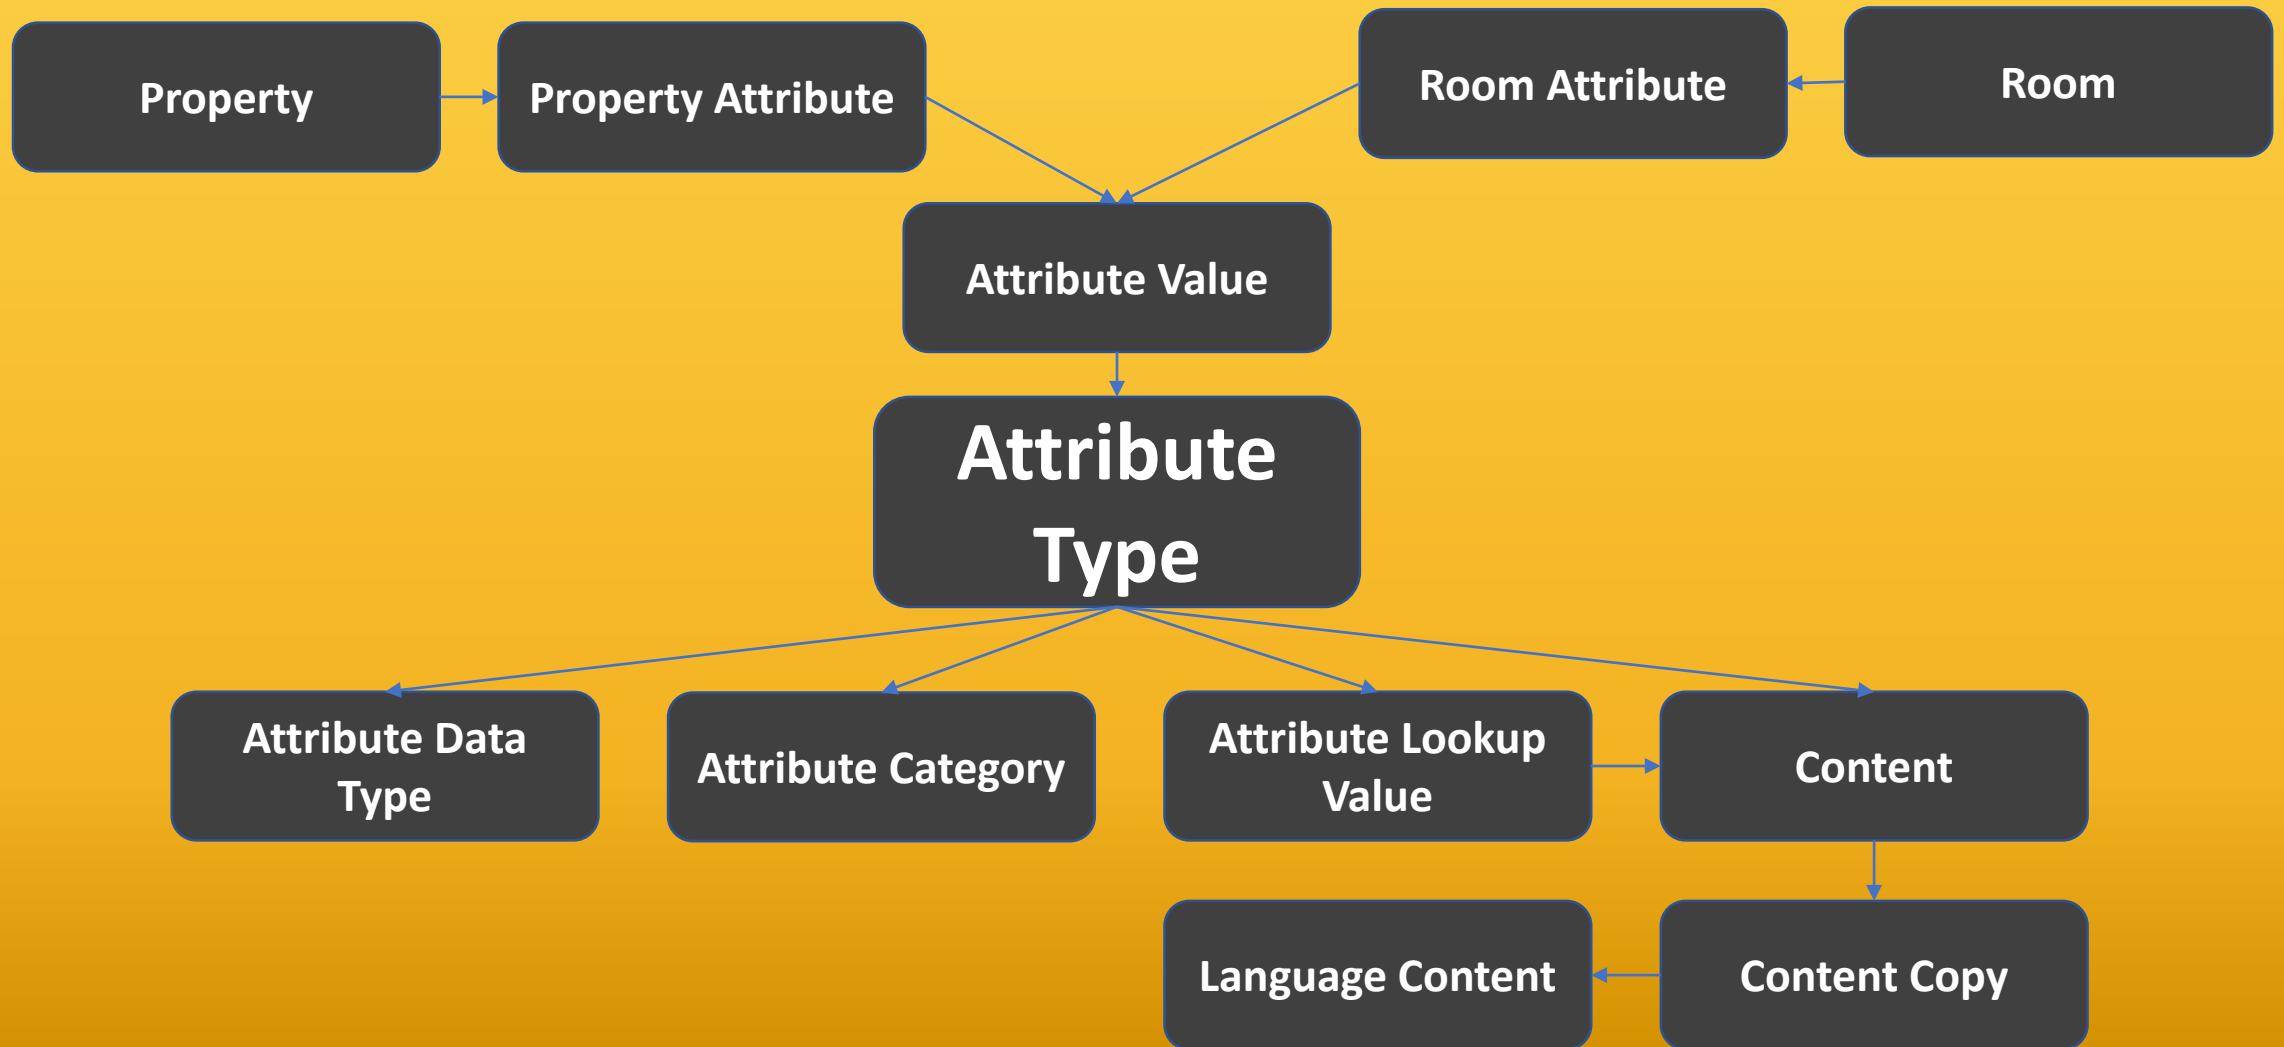 Property
Property Attribute
Room Attribute
Room
Attribute Value
Attribute
Type
Attribute Data
Type
Attribute Category
Attribute Lookup
Value
Content
Language Content
Content Copy